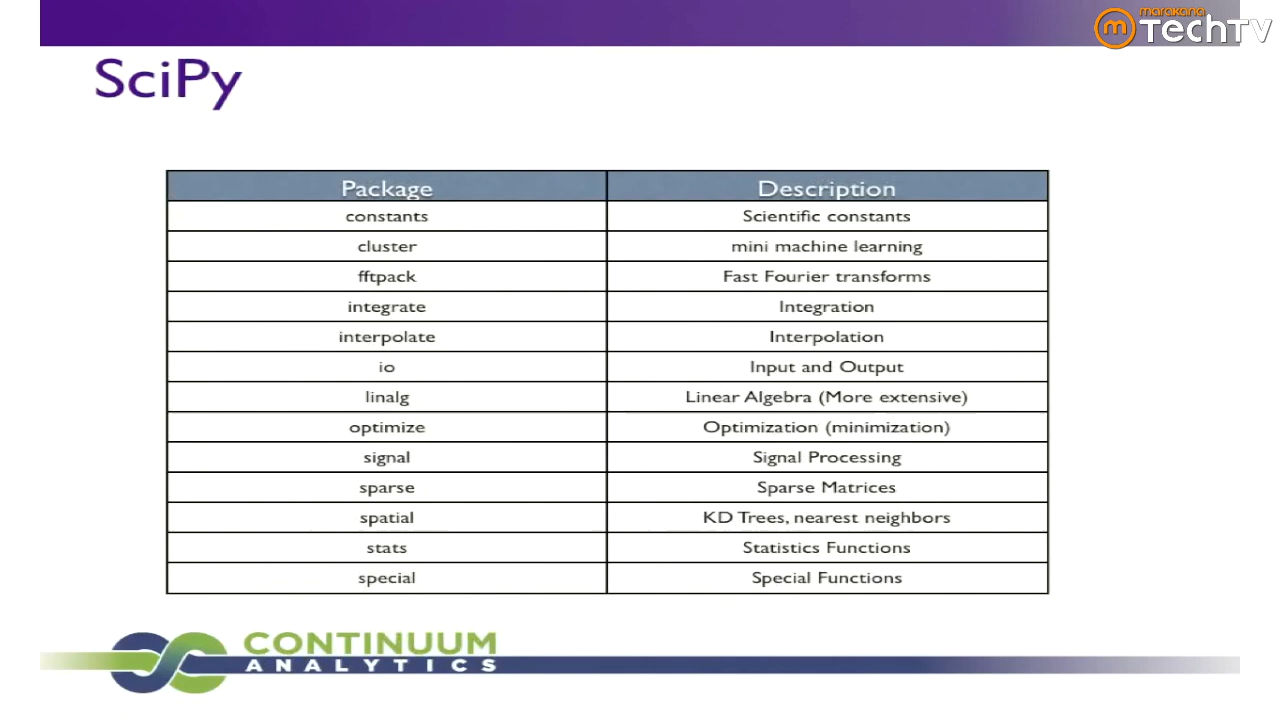 marakana
m TechTV
SciPy
Package Description
constants Scientific constants
cluster mini machine learning
fftpack Fast Fourier transforms
integrate Integration
interpolate Interpolation
io Input and Output
linalg Linear Algebra (More extensive)
optimize Optimization (minimization)
signal Signal Processing
sparse Sparse Matrices
spatial KD Trees, nearest neighbors
stats Statistics Functions
special Special Functions
CONTINUUM
ANALYTICS